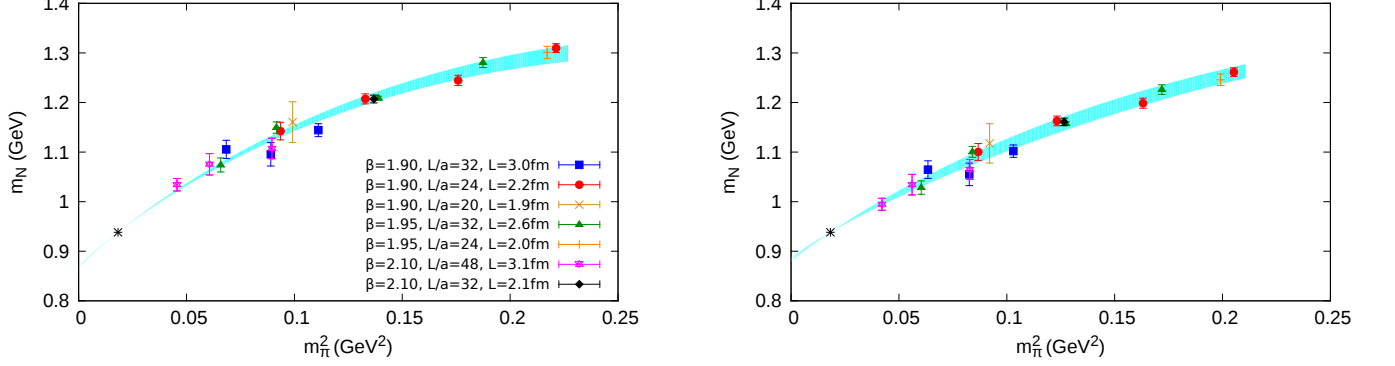 1.4
1.3
1.2
1.1
1
0.9
0.8
m_N (GeV)
0
0.05
0.1
0.15
0.2
0.25
m_π^2 (GeV^2)
β=1.90, L/a=32, L=3.0fm
β=1.90, L/a=24, L=2.2fm
β=1.90, L/a=20, L=1.9fm
β=1.95, L/a=32, L=2.6fm
β=1.95, L/a=24, L=2.0fm
β=2.10, L/a=48, L=3.1fm
β=2.10, L/a=32, L=2.1fm
1.4
1.3
1.2
1.1
1
0.9
0.8
m_N (GeV)
0
0.05
0.1
0.15
0.2
0.25
m_π^2 (GeV^2)